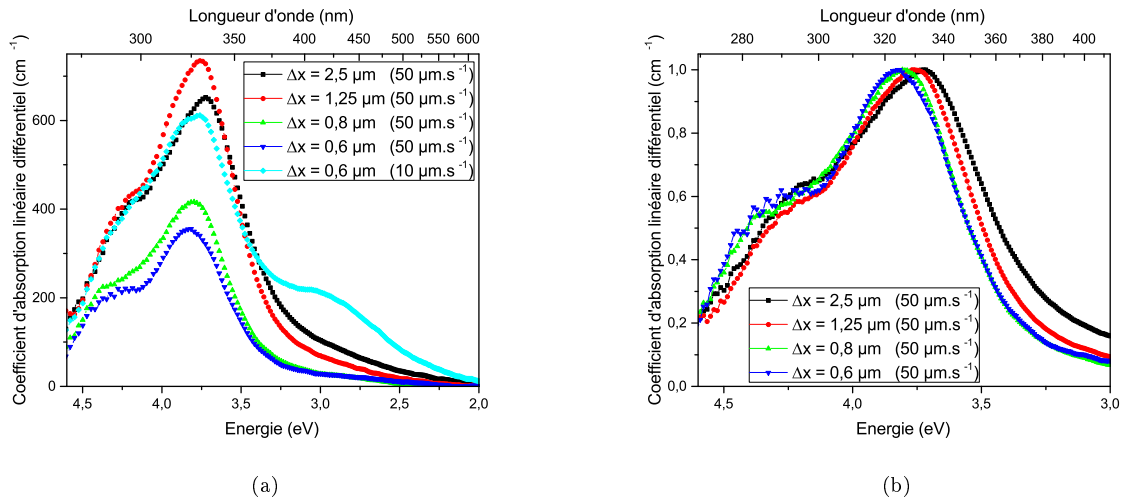 Longueur d'onde (nm)
300 350 400 450 500 550 600
Coefficient d'absorption linéaire différentiel (cm⁻¹)
600
400
200
0
Δx = 2,5 µm (50 µm.s⁻¹)
Δx = 1,25 µm (50 µm.s⁻¹)
Δx = 0,8 µm (50 µm.s⁻¹)
Δx = 0,6 µm (50 µm.s⁻¹)
Δx = 0,6 µm (10 µm.s⁻¹)
4,5 4,0 3,5 3,0 2,5 2,0
Energie (eV)
(a)
Longueur d'onde (nm)
280 300 320 340 360 380 400
Coefficient d'absorption linéaire différentiel (cm⁻¹)
1,0
0,8
0,6
0,4
0,2
0,0
Δx = 2,5 µm (50 µm.s⁻¹)
Δx = 1,25 µm (50 µm.s⁻¹)
Δx = 0,8 µm (50 µm.s⁻¹)
Δx = 0,6 µm (50 µm.s⁻¹)
4,5 4,0 3,5 3,0
Energie (eV)
(b)